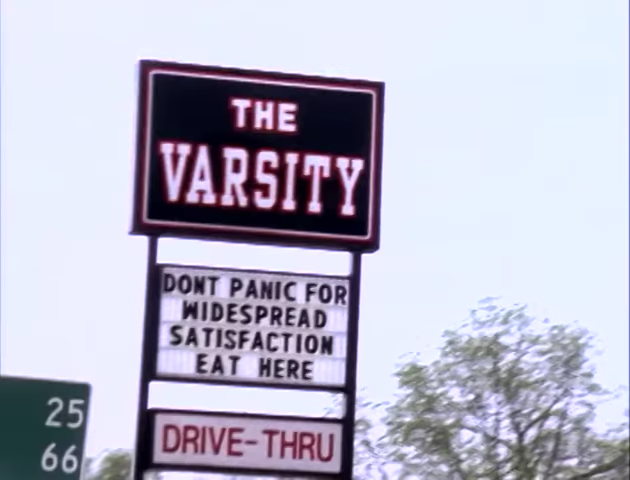 THE
VARSITY
DONT PANIC FOR
WIDESPREAD
SATISFACTION
EAT HERE
DRIVE-THRU
25
66